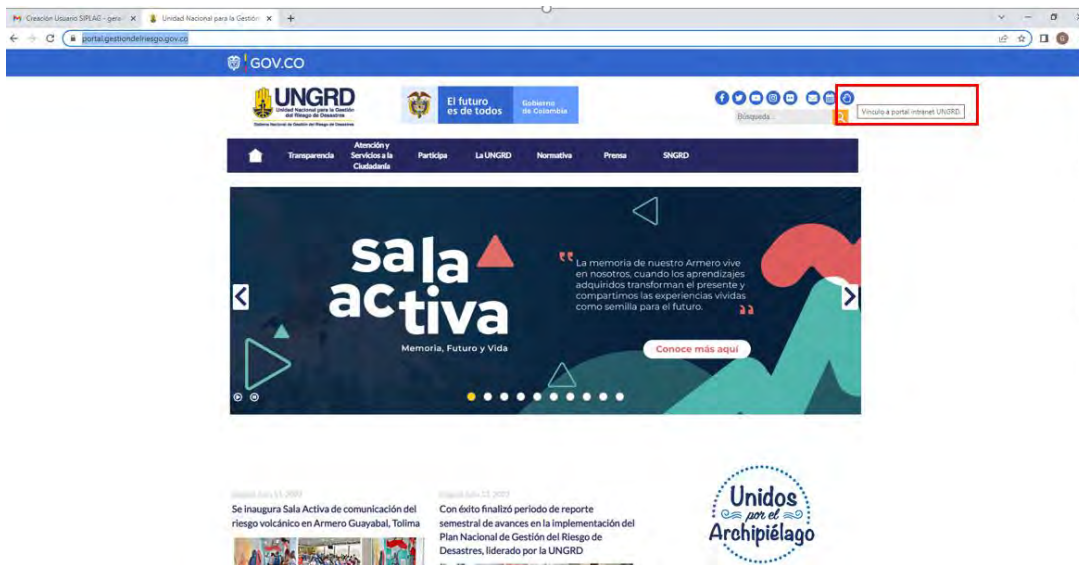 Creación Usuario SIPLAG - gera
Unidad Nacional para la Gestión
portal.gestiondelriesgo.gov.co
GOV.CO
UNGRD
Unidad Nacional para la Gestión
del Riesgo de Desastres
El futuro
es de todos
Gobierno
de Colombia
Búsqueda...
Vinculo a portal intranet UNGRD
Transparencia
Atención y
Servicios a la
Ciudadanía
Participa
La UNGRD
Normativa
Prensa
SNGRD
sala
activa
Memoria, Futuro y Vida
La memoria de nuestro Armero vive
en nosotros, cuando los aprendizajes
adquiridos transforman el presente y
compartimos las experiencias vividas
como semilla para el futuro.
Conoce más aquí
Se inaugura Sala Activa de comunicación del
riesgo volcánico en Armero Guayabal, Tolima
Con éxito finalizó periodo de reporte
semestral de avances en la implementación del
Plan Nacional de Gestión del Riesgo de
Desastres, liderado por la UNGRD
Unidos
por el
Archipiélago